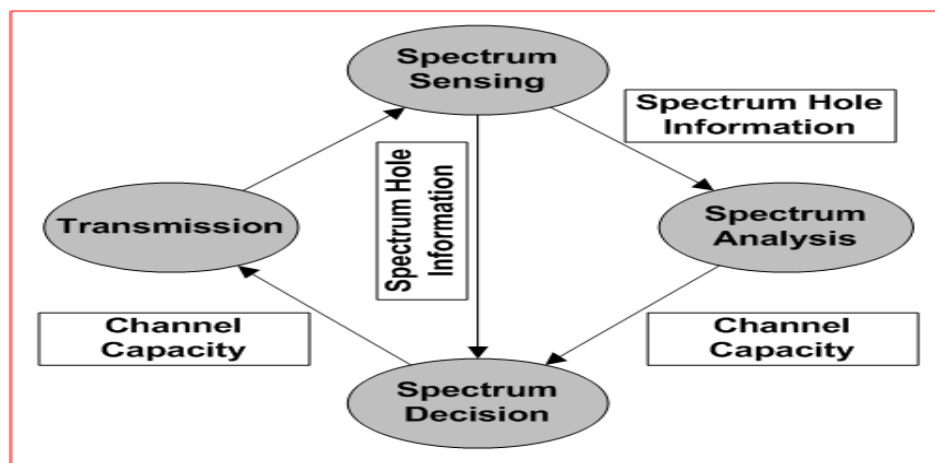 Spectrum
Sensing
Spectrum Hole
Information
Spectrum Hole
Information
Transmission
Spectrum
Analysis
Channel
Capacity
Channel
Capacity
Spectrum
Decision